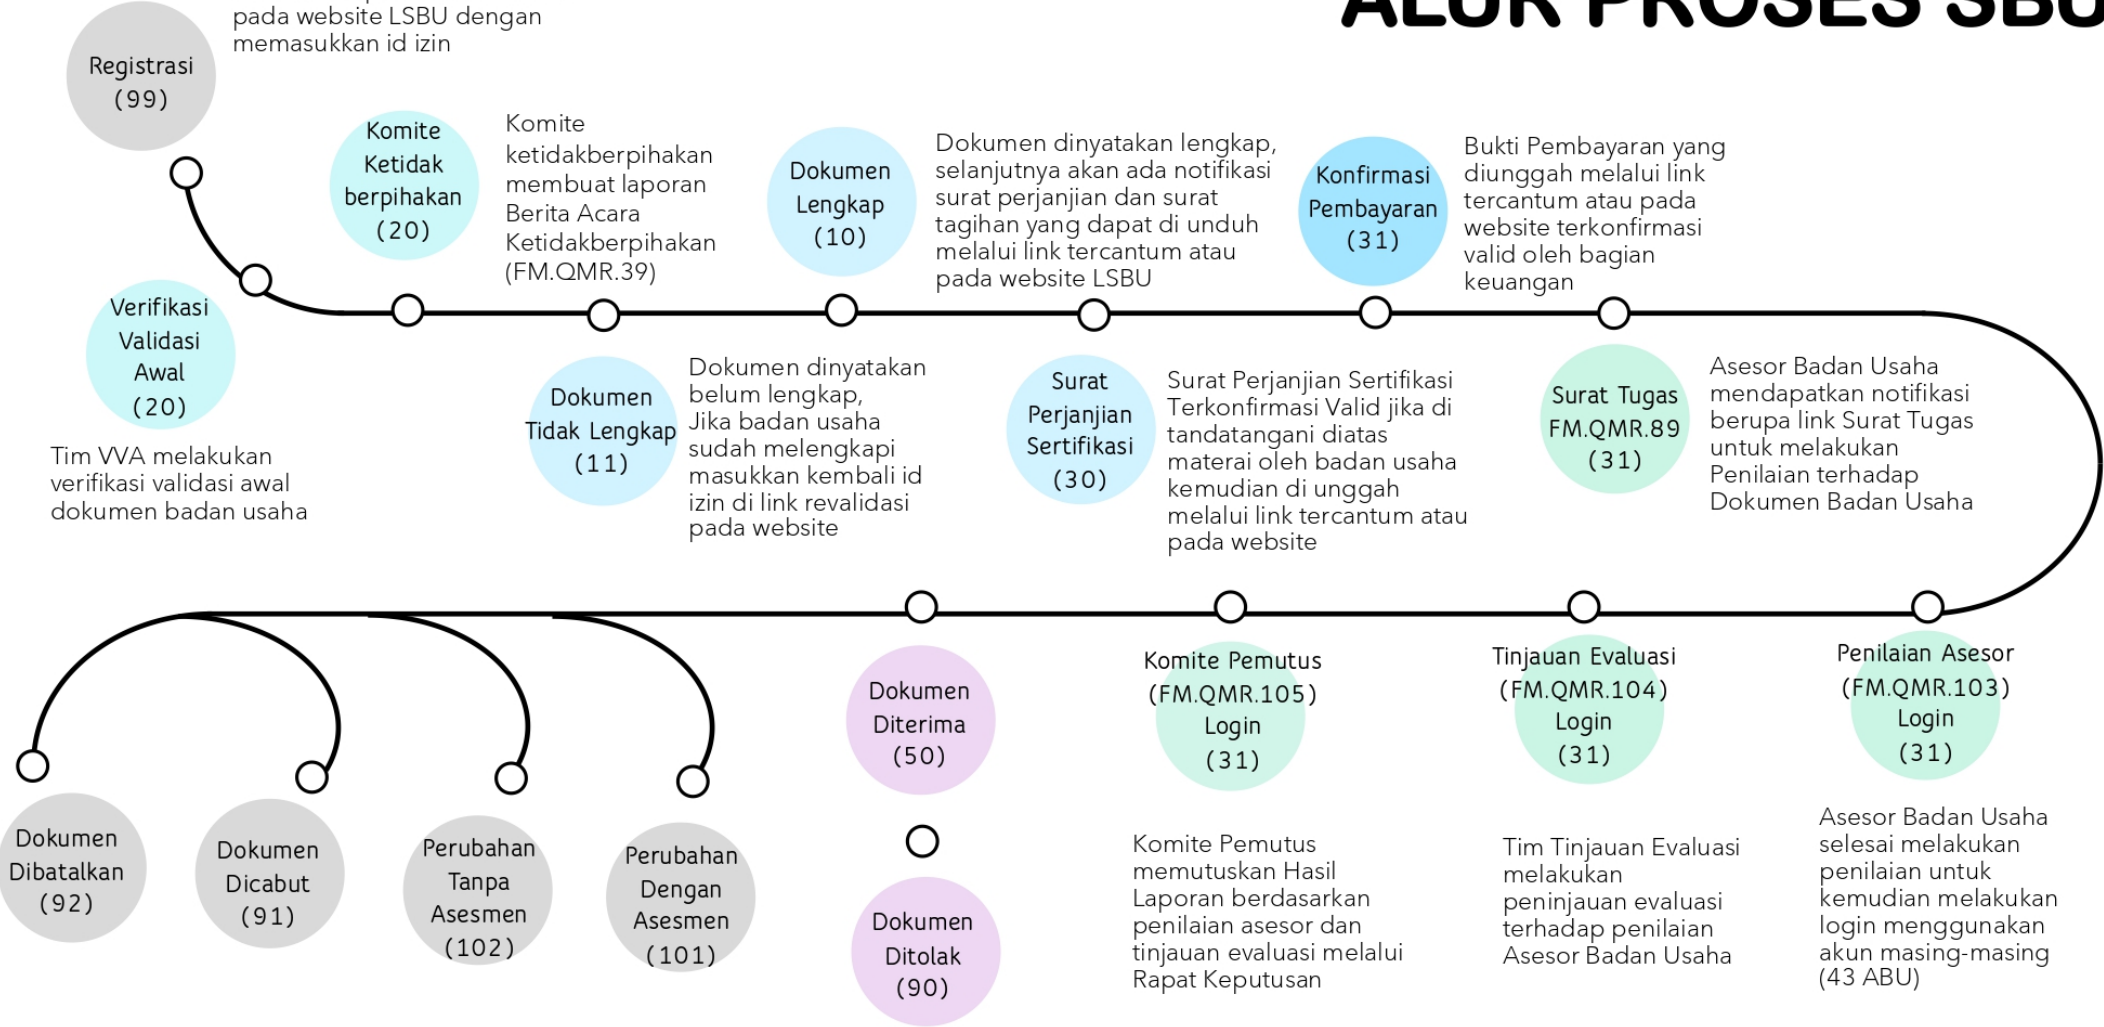 ALUR PROSES SBU
pada website LSBU dengan
memasukkan id izin
Registrasi
(99)
Verifikasi
Validasi
Awal
(20)
Tim VVA melakukan
verifikasi validasi awal
dokumen badan usaha
Komite
Ketidak
berpihakan
(20)
Komite
ketidakberpihakan
membuat laporan
Berita Acara
Ketidakberpihakan
(FM.QMR.39)
Dokumen
Tidak Lengkap
(11)
Dokumen dinyatakan
belum lengkap,
Jika badan usaha
sudah melengkapi
masukkan kembali id
izin di link revalidasi
pada website
Dokumen
Lengkap
(10)
Dokumen dinyatakan lengkap,
selanjutnya akan ada notifikasi
surat perjanjian dan surat
tagihan yang dapat di unduh
melalui link tercantum atau
pada website LSBU
Surat
Perjanjian
Sertifikasi
(30)
Surat Perjanjian Sertifikasi
Terkonfirmasi Valid jika di
tandatangani diatas
materai oleh badan usaha
kemudian di unggah
melalui link tercantum atau
pada website
Konfirmasi
Pembayaran
(31)
Bukti Pembayaran yang
diunggah melalui link
tercantum atau pada
website terkonfirmasi
valid oleh bagian
keuangan
Surat Tugas
FM.QMR.89
(31)
Asesor Badan Usaha
mendapatkan notifikasi
berupa link Surat Tugas
untuk melakukan
Penilaian terhadap
Dokumen Badan Usaha
Penilaian Asesor
(FM.QMR.103)
Login
(31)
Asesor Badan Usaha
selesai melakukan
penilaian untuk
kemudian melakukan
login menggunakan
akun masing-masing
(43 ABU)
Tinjauan Evaluasi
(FM.QMR.104)
Login
(31)
Tim Tinjauan Evaluasi
melakukan
peninjauan evaluasi
terhadap penilaian
Asesor Badan Usaha
Komite Pemutus
(FM.QMR.105)
Login
(31)
Komite Pemutus
memutuskan Hasil
Laporan berdasarkan
penilaian asesor dan
tinjauan evaluasi melalui
Rapat Keputusan
Dokumen
Diterima
(50)
Dokumen
Ditolak
(90)
Perubahan
Dengan
Asesmen
(101)
Perubahan
Tanpa
Asesmen
(102)
Dokumen
Dicabut
(91)
Dokumen
Dibatalkan
(92)